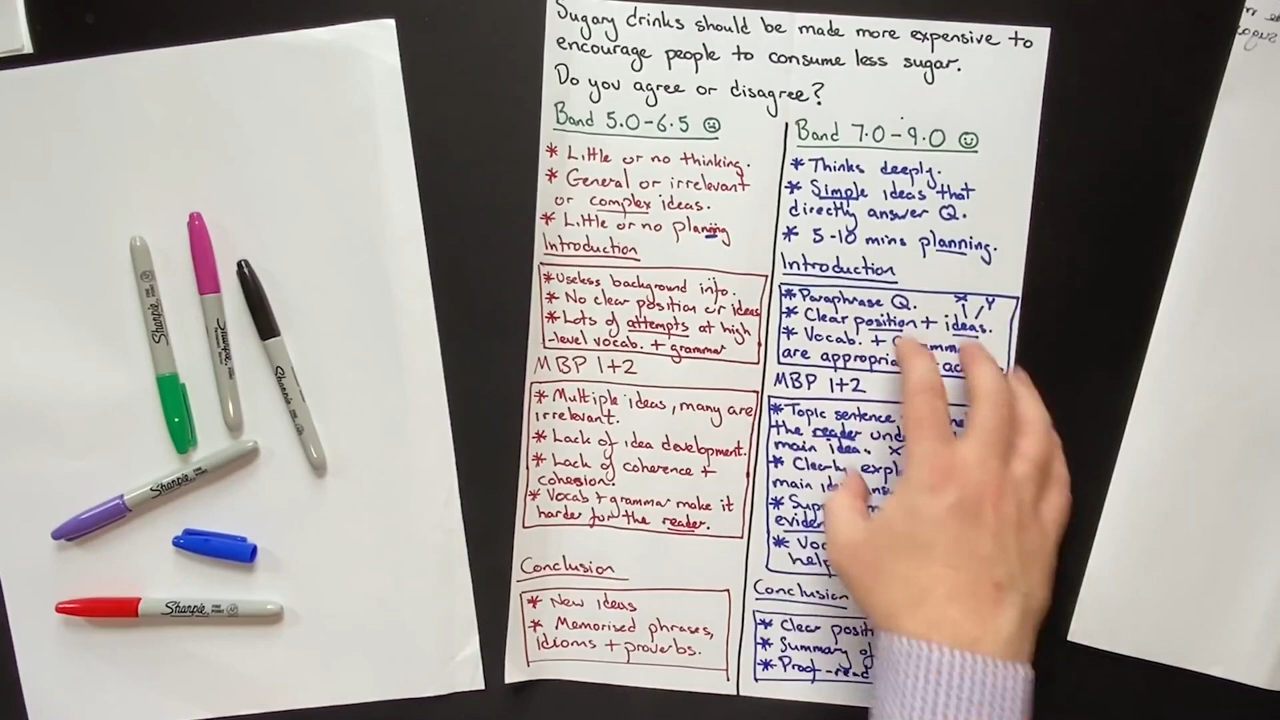 Sugary drinks should be made more expensive to
encourage people to consume less sugar.
Do you agree or disagree?
Band 5.0-6.5
* Little or no thinking.
* General or irrelevant
or complex ideas.
* Little or no planing
Introduction
*Useless background info.
* No clear position or ideas
*Lots of attempts at high
-level vocab. + grammar
MBP 1+2
* Multiple ideas, many are
irrelevant.
* Lack of idea development.
* Lack of coherence +
cohesion.
* Vocab + grammar make it
harder for the reader.
Conclusion
* New ideas
* Memorised phrases,
idioms + proverbs.
Band 7.0-9.0
* Thinks deeply.
* Simple ideas that
directly answer Q.
* 5-10 mins planning.
Introduction
* Paraphrase Q. X, Y
* Clear position + ideas.
* Vocab. +
are
MBP 1+2
* Topic sentence
the reader
main idea. X
*
main
*
*
Conclusion
* Clear
* Summary of
* Proof-read
Sharpie
Sharpie
Sharpie
Sharpie
Sharpie